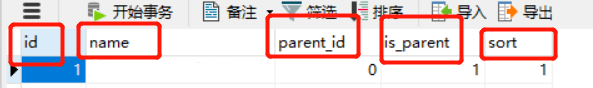 开始事务 备注 筛选 排序 导入 导出
id name parent_id is_parent sort
1 0 1 1